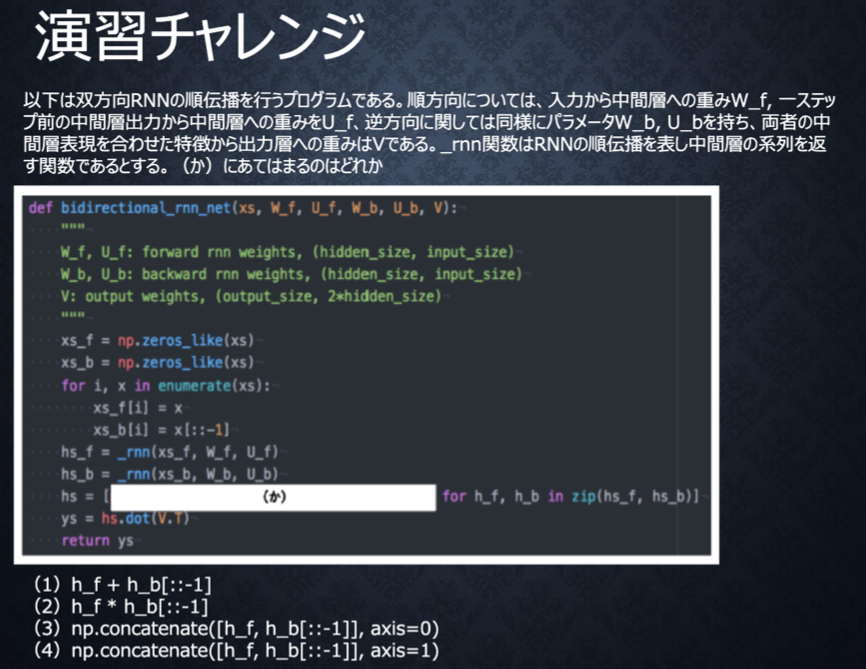 演習チャレンジ
以下は双方向RNNの順伝播を行うプログラムである。順方向については、入力から中間層への重みW_f, 一ステッ
プ前の中間層出力から中間層への重みをU_f、逆方向に関しては同様にパラメータW_b, U_bを持ち、両者の中
間層表現を合わせた特徴から出力層への重みはVである。_rnn関数はRNNの順伝播を表し中間層の系列を返
す関数であるとする。（か）にあてはまるのはどれか
def bidirectional_rnn_net(xs, W_f, U_f, W_b, U_b, V):
    """
    W_f, U_f: forward rnn weights, (hidden_size, input_size)
    W_b, U_b: backward rnn weights, (hidden_size, input_size)
    V: output weights, (output_size, 2*hidden_size)
    """
    xs_f = np.zeros_like(xs)
    xs_b = np.zeros_like(xs)
    for i, x in enumerate(xs):
        xs_f[i] = x
        xs_b[i] = x[::-1]
    hs_f = _rnn(xs_f, W_f, U_f)
    hs_b = _rnn(xs_b, W_b, U_b)
    hs = [ （か） for h_f, h_b in zip(hs_f, hs_b)]
    ys = hs.dot(V.T)
    return ys
（1）h_f + h_b[::-1]
（2）h_f * h_b[::-1]
（3）np.concatenate([h_f, h_b[::-1]], axis=0)
（4）np.concatenate([h_f, h_b[::-1]], axis=1)